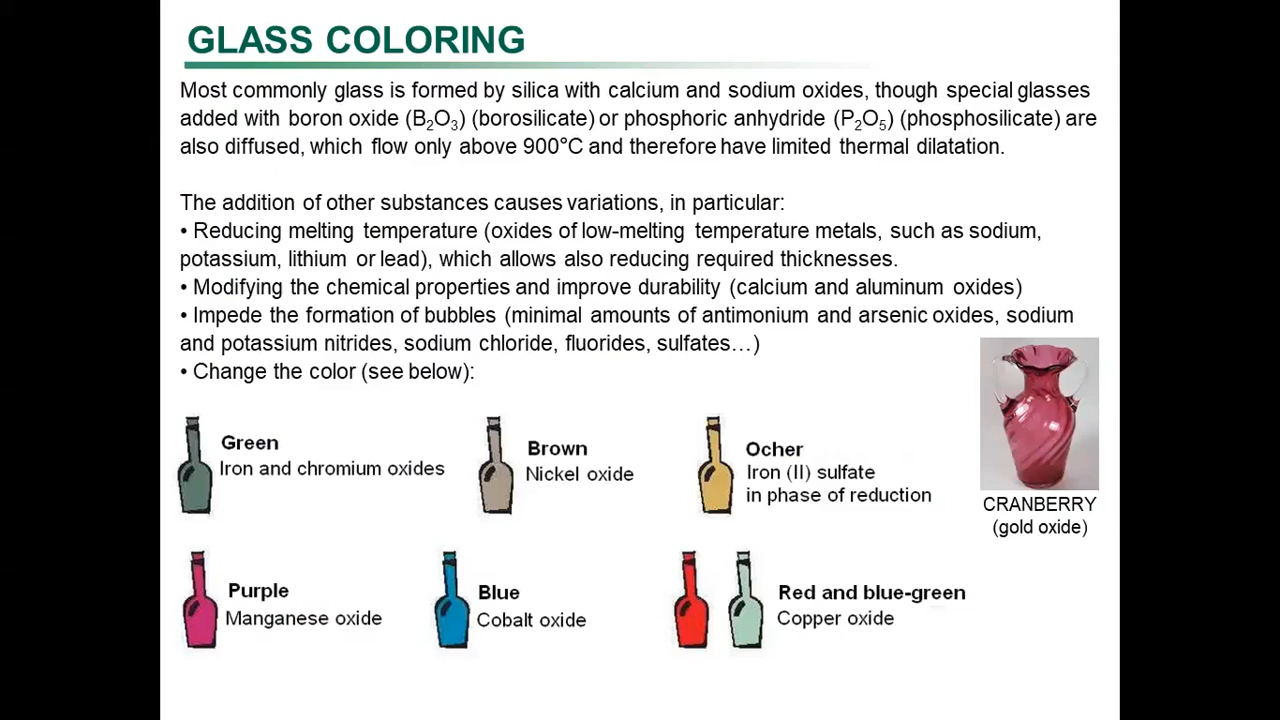 GLASS COLORING
Most commonly glass is formed by silica with calcium and sodium oxides, though special glasses
added with boron oxide (B₂O₃) (borosilicate) or phosphoric anhydride (P₂O₅) (phosphosilicate) are
also diffused, which flow only above 900°C and therefore have limited thermal dilatation.
The addition of other substances causes variations, in particular:
• Reducing melting temperature (oxides of low-melting temperature metals, such as sodium,
potassium, lithium or lead), which allows also reducing required thicknesses.
• Modifying the chemical properties and improve durability (calcium and aluminum oxides)
• Impede the formation of bubbles (minimal amounts of antimonium and arsenic oxides, sodium
and potassium nitrides, sodium chloride, fluorides, sulfates…)
• Change the color (see below):
Green
Iron and chromium oxides
Brown
Nickel oxide
Ocher
Iron (II) sulfate
in phase of reduction
CRANBERRY
(gold oxide)
Purple
Manganese oxide
Blue
Cobalt oxide
Red and blue-green
Copper oxide